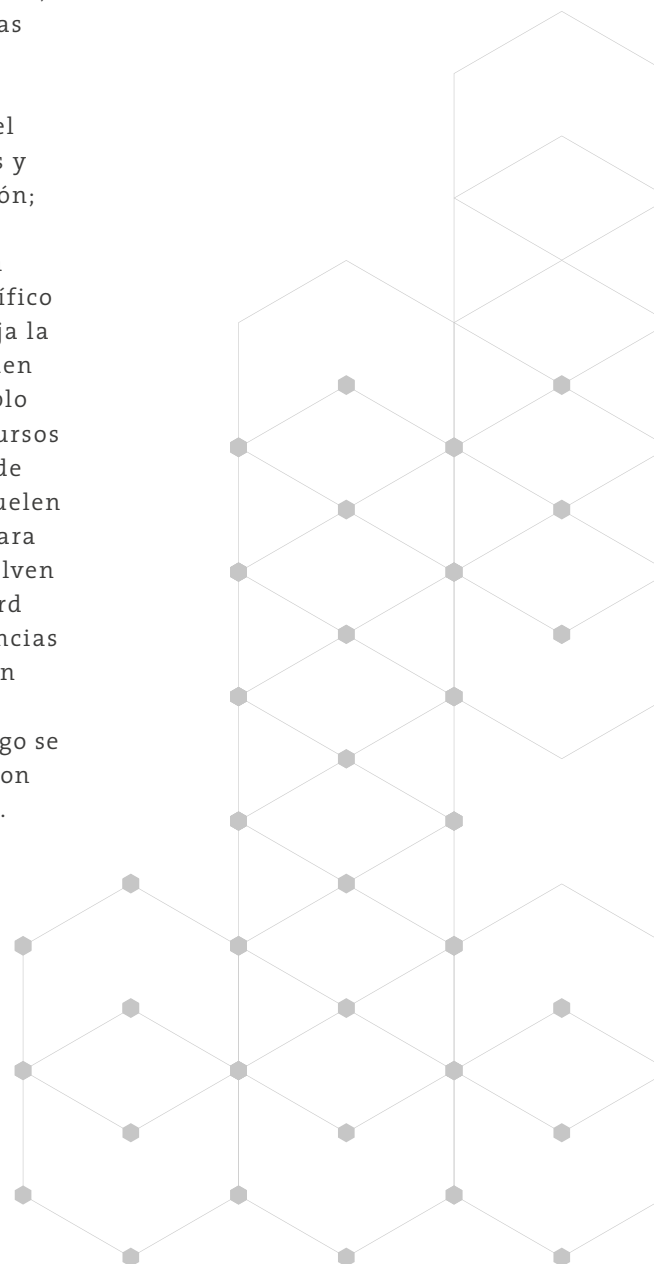 as
el
s y
ón;
ífico
ja la
en
olo
ursos
de
uelen
ara
lven
rd
ncias
n
go se
on
.